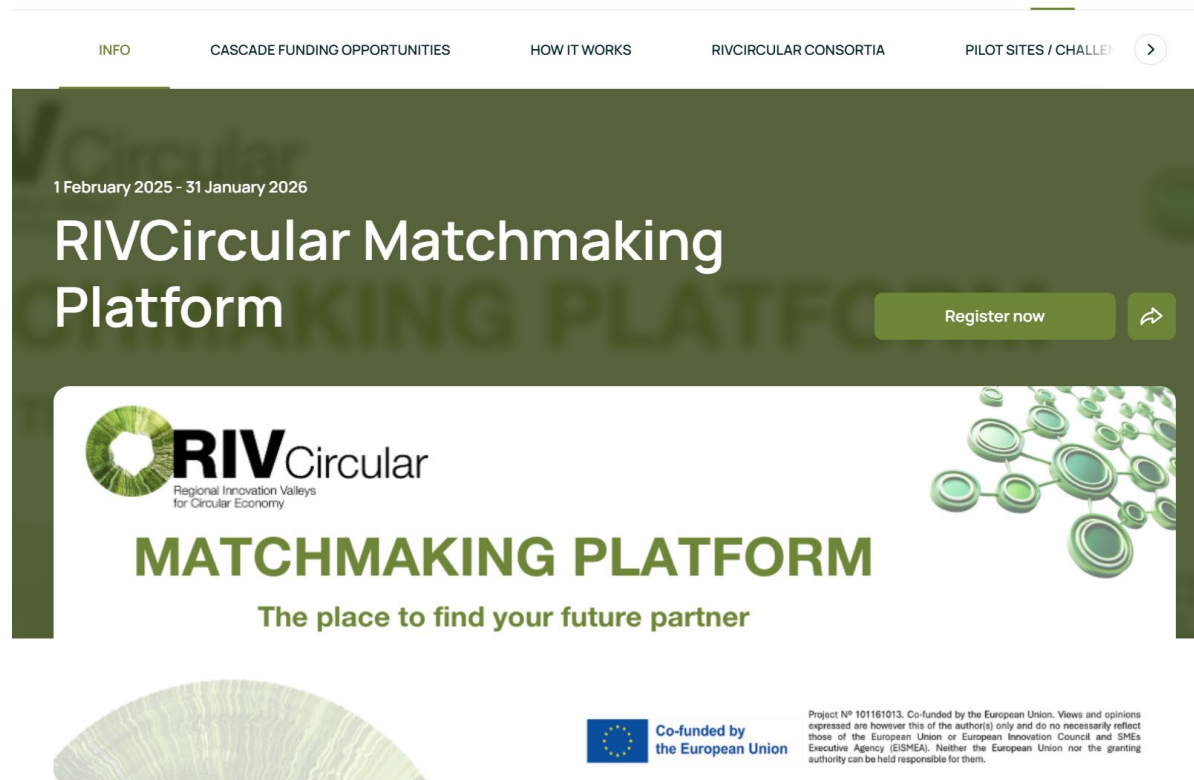 INFO
CASCADE FUNDING OPPORTUNITIES
HOW IT WORKS
RIVCIRCULAR CONSORTIA
PILOT SITES / CHALLEN
1 February 2025 - 31 January 2026
RIVCircular Matchmaking
Platform
Register now
RIVCircular
Regional Innovation Valleys
for Circular Economy
MATCHMAKING PLATFORM
The place to find your future partner
Co-funded by
the European Union
Project Nº 101161013. Co-funded by the European Union. Views and opinions
expressed are however this of the author(s) only and do no necessarily reflect
those of the European Union or European Innovation Council and SMEs
Executive Agency (EISMEA). Neither the European Union nor the granting
authority can be held responsible for them.